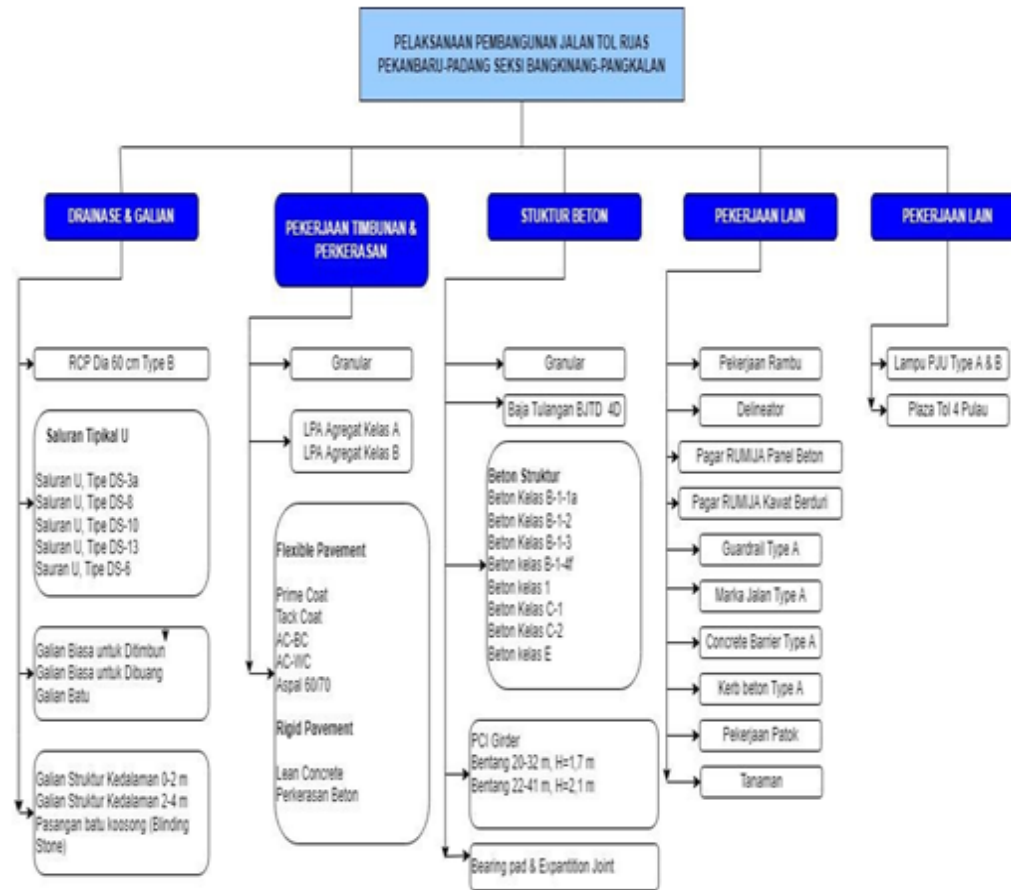 PELAKSANAAN PEMBANGUNAN JALAN TOL RUAS
PEKANBARU-PADANG SEKSI BANGKINANG-PANGKALAN
DRAINASE & GALIAN
RCP Dia 60 cm Type B
Saluran Tipikal U
Saluran U, Tipe DS-3a
Saluran U, Tipe DS-8
Saluran U, Tipe DS-10
Saluran U, Tipe DS-13
Sauran U, Tipe DS-6
Galian Biasa untuk Ditimbun
Galian Biasa untuk Dibuang
Galian Batu
Galian Struktur Kedalaman 0-2 m
Galian Struktur Kedalaman 2-4 m
Pasangan batu koosong (Blinding
Stone)
PEKERJAAN TIMBUNAN &
PERKERASAN
Granular
LPA Agregat Kelas A
LPA Agregat Kelas B
Flexible Pavement
Prime Coat
Tack Coat
AC-BC
AC-WC
Aspal 60/70
Rigid Pavement
Lean Concrete
Perkerasan Beton
STUKTUR BETON
Granular
Baja Tulangan BJTD 4D
Beton Struktur
Beton Kelas B-1-1a
Beton Kelas B-1-2
Beton Kelas B-1-3
Beton kelas B-1-4f
Beton kelas 1
Beton Kelas C-1
Beton Kelas C-2
Beton kelas E
PCI Girder
Bentang 20-32 m, H=1,7 m
Bentang 22-41 m, H=2,1 m
Bearing pad & Expantition Joint
PEKERJAAN LAIN
Pekerjaan Rambu
Delineator
Pagar RUMIJA Panel Beton
Pagar RUMIJA Kawat Berduri
Guardrail Type A
Marka Jalan Type A
Concrete Barrier Type A
Kerb beton Type A
Pekerjaan Patok
Tanaman
PEKERJAAN LAIN
Lampu PJU Type A & B
Plaza Tol 4 Pulau